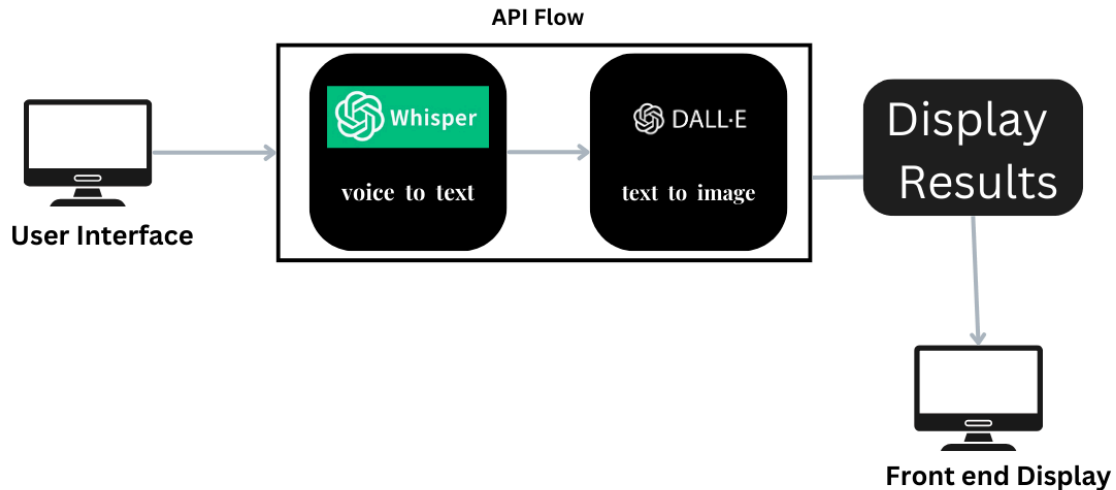 API Flow
Whisper
voice to text
DALL·E
text to image
Display
Results
User Interface
Front end Display